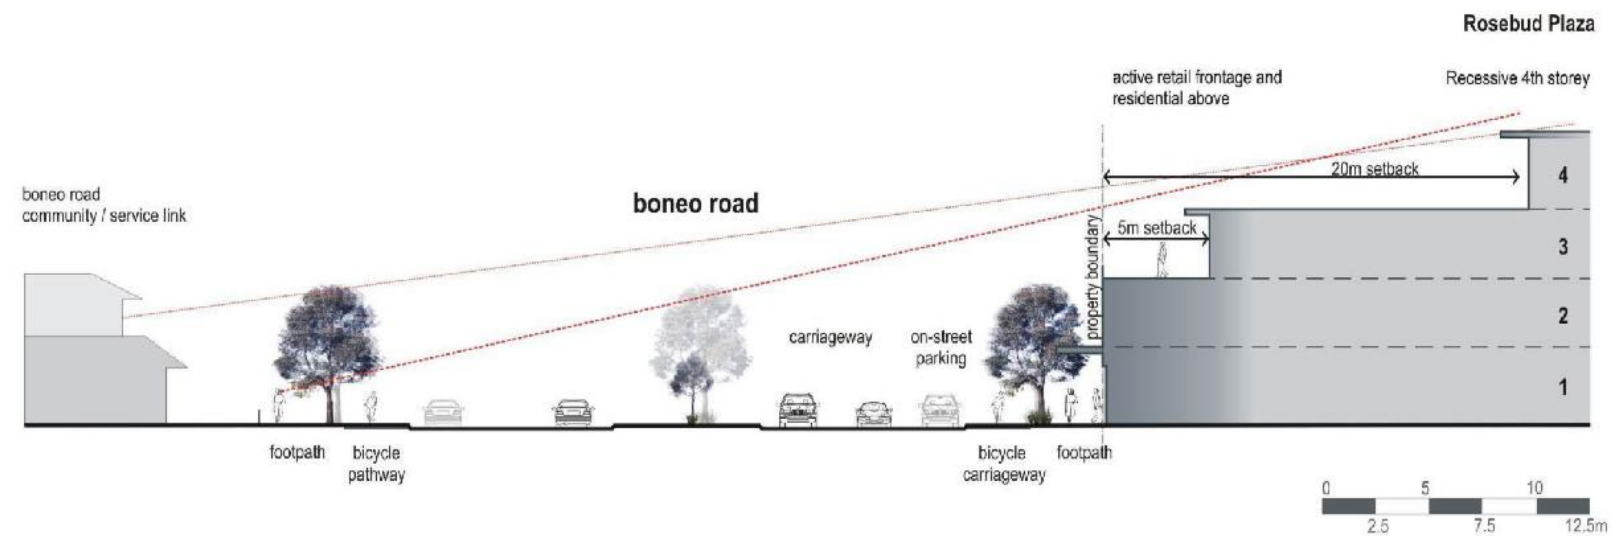 Rosebud Plaza
active retail frontage and
residential above
Recessive 4th storey
boneo road
community / service link
boneo road
20m setback
4
5m setback
3
property boundary
2
carriageway
on-street
parking
1
footpath
bicycle
pathway
bicycle
carriageway
footpath
0
5
10
2.5
7.5
12.5m